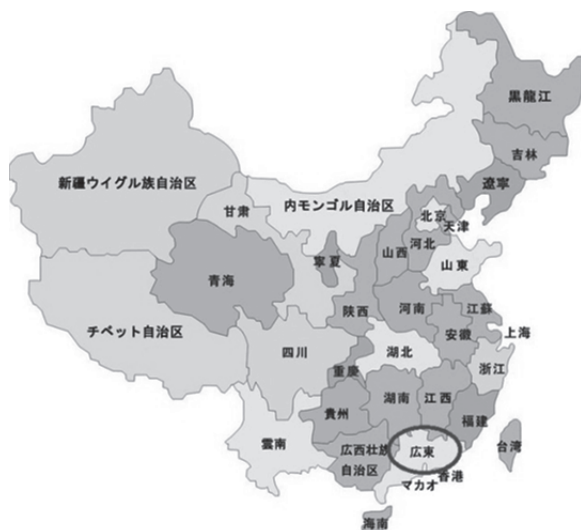 黒龍江
吉林
遼寧
新疆ウイグル族自治区
内モンゴル自治区
甘粛
北京
天津
河北
山西
寧夏
山東
青海
陝西
河南
江蘇
安徽
上海
チベット自治区
四川
湖北
重慶
浙江
湖南
江西
貴州
福建
雲南
広西壮族
自治区
広東
台湾
香港
マカオ
海南